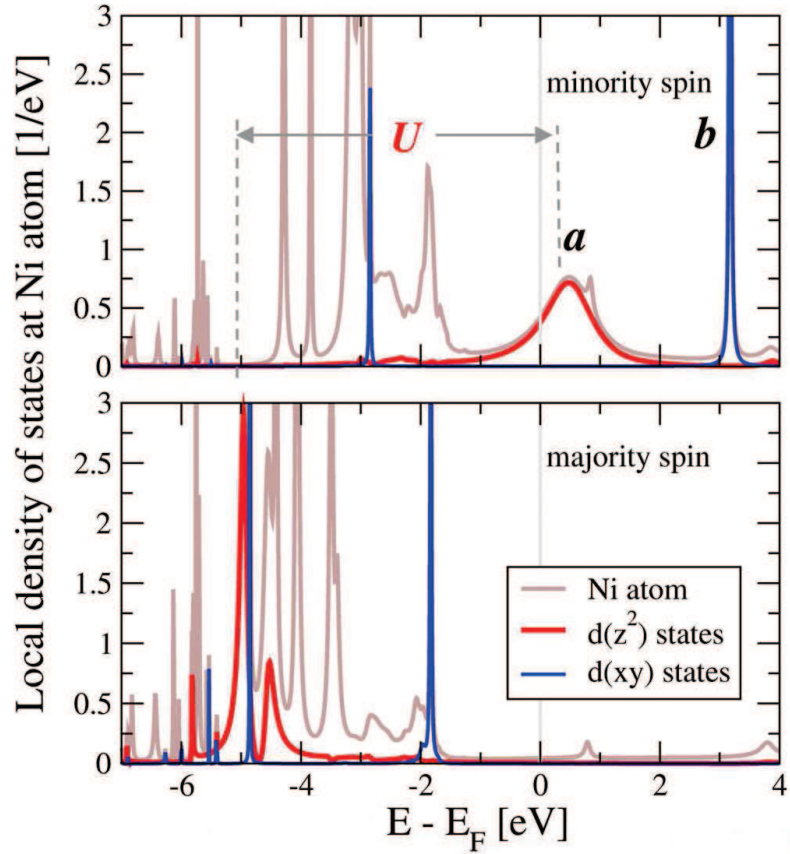 Local density of states at Ni atom [1/eV]
3
2.5
2
1.5
1
0.5
0
minority spin
U
a
b
3
2.5
2
1.5
1
0.5
0
majority spin
Ni atom
d(z²) states
d(xy) states
-6
-4
-2
0
2
4
E - E_F [eV]